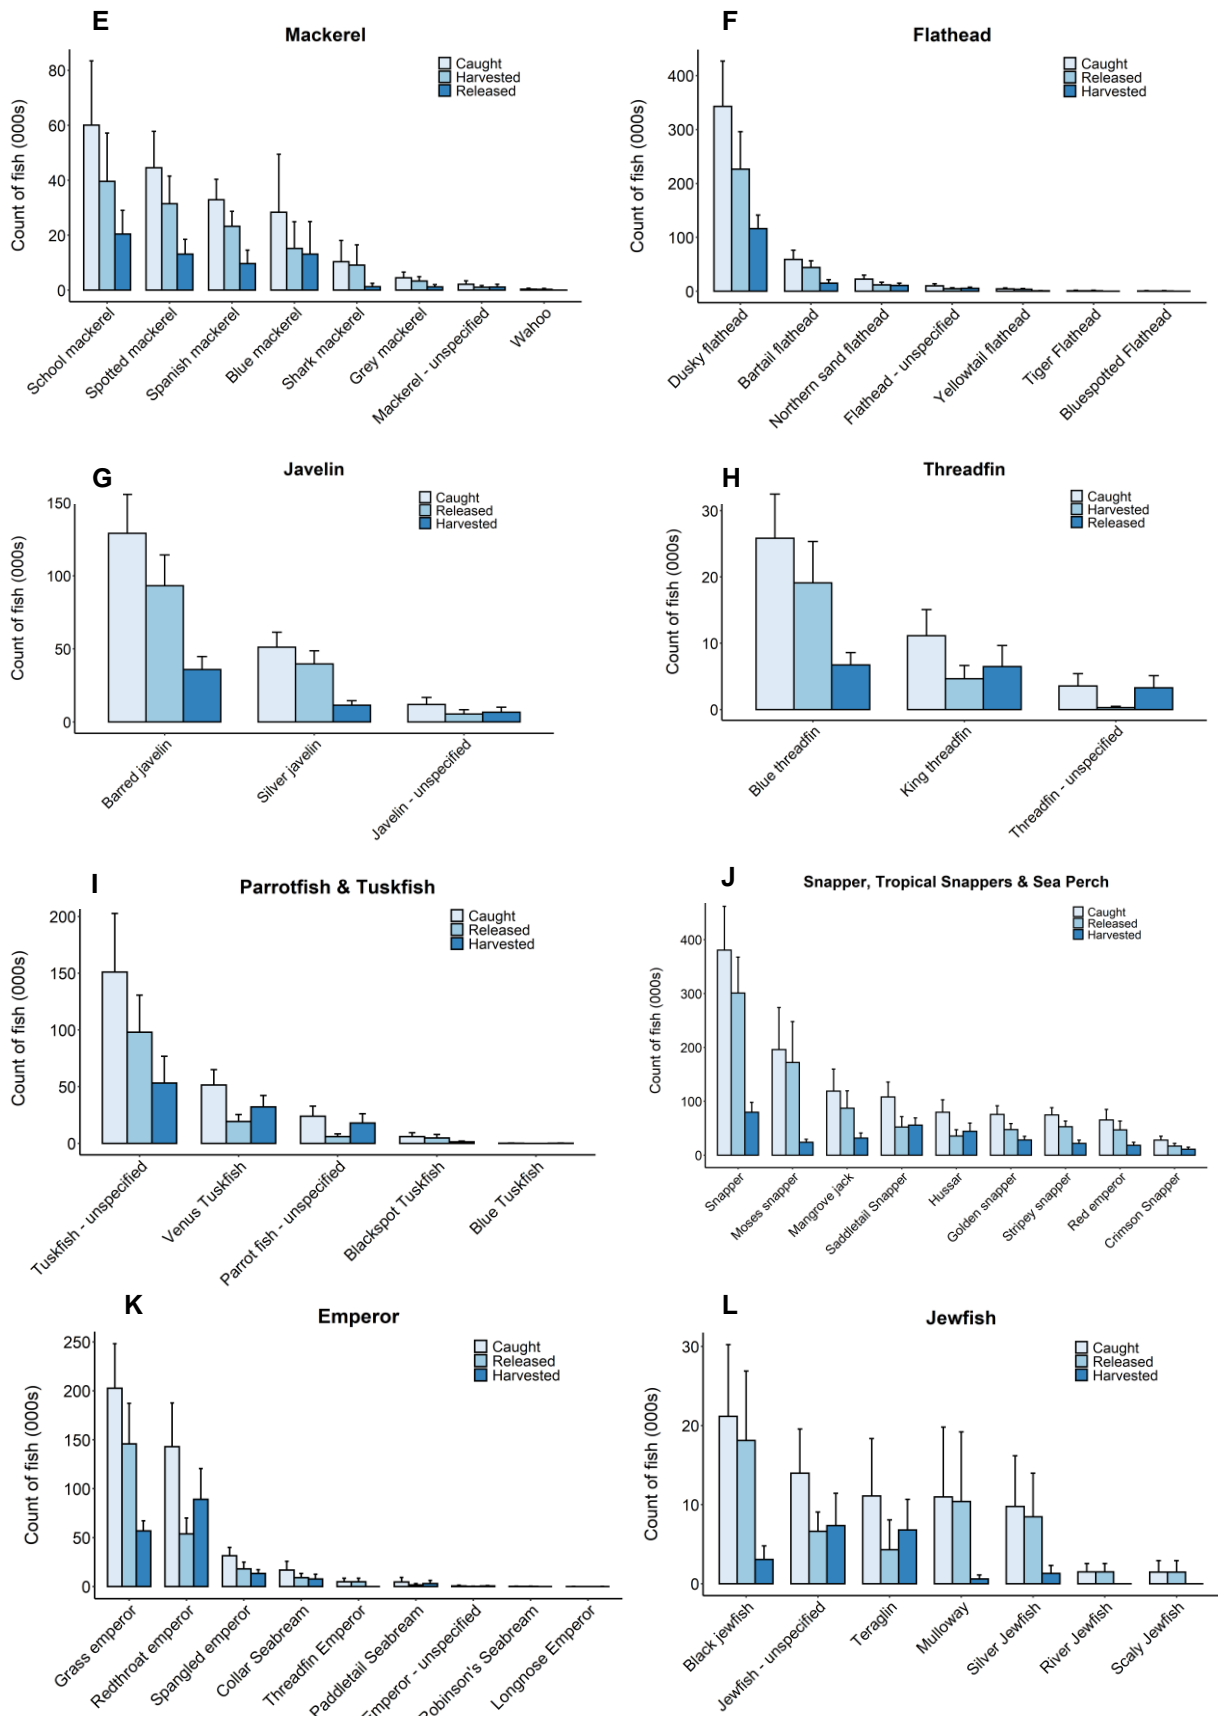 E
Mackerel
Count of fish (000s)
80
60
40
20
0
Caught
Harvested
Released
School mackerel
Spotted mackerel
Spanish mackerel
Blue mackerel
Shark mackerel
Grey mackerel
Mackerel - unspecified
Wahoo
F
Flathead
Count of fish (000s)
400
300
200
100
0
Caught
Released
Harvested
Dusky flathead
Bartail flathead
Northern sand flathead
Flathead - unspecified
Yellowtail flathead
Tiger Flathead
Bluespotted Flathead
G
Javelin
Count of fish (000s)
150
100
50
0
Caught
Released
Harvested
Barred javelin
Silver javelin
Javelin - unspecified
H
Threadfin
Count of fish (000s)
30
20
10
0
Caught
Harvested
Released
Blue threadfin
King threadfin
Threadfin - unspecified
I
Parrotfish & Tuskfish
Count of fish (000s)
200
150
100
50
0
Caught
Released
Harvested
Tuskfish - unspecified
Venus Tuskfish
Parrot fish - unspecified
Blackspot Tuskfish
Blue Tuskfish
J
Snapper, Tropical Snappers & Sea Perch
Count of fish (000s)
400
300
200
100
0
Caught
Released
Harvested
Snapper
Moses snapper
Mangrove jack
Saddletail Snapper
Hussar
Golden snapper
Stripey snapper
Red emperor
Crimson Snapper
K
Emperor
Count of fish (000s)
250
200
150
100
50
0
Caught
Released
Harvested
Grass emperor
Redthroat emperor
Spangled emperor
Collar Seabream
Threadfin Emperor
Paddletail Seabream
Emperor - unspecified
Robinson's Seabream
Longnose Emperor
L
Jewfish
Count of fish (000s)
30
20
10
0
Caught
Released
Harvested
Black jewfish
Jewfish - unspecified
Teraglin
Mulloway
Silver Jewfish
River Jewfish
Scaly Jewfish